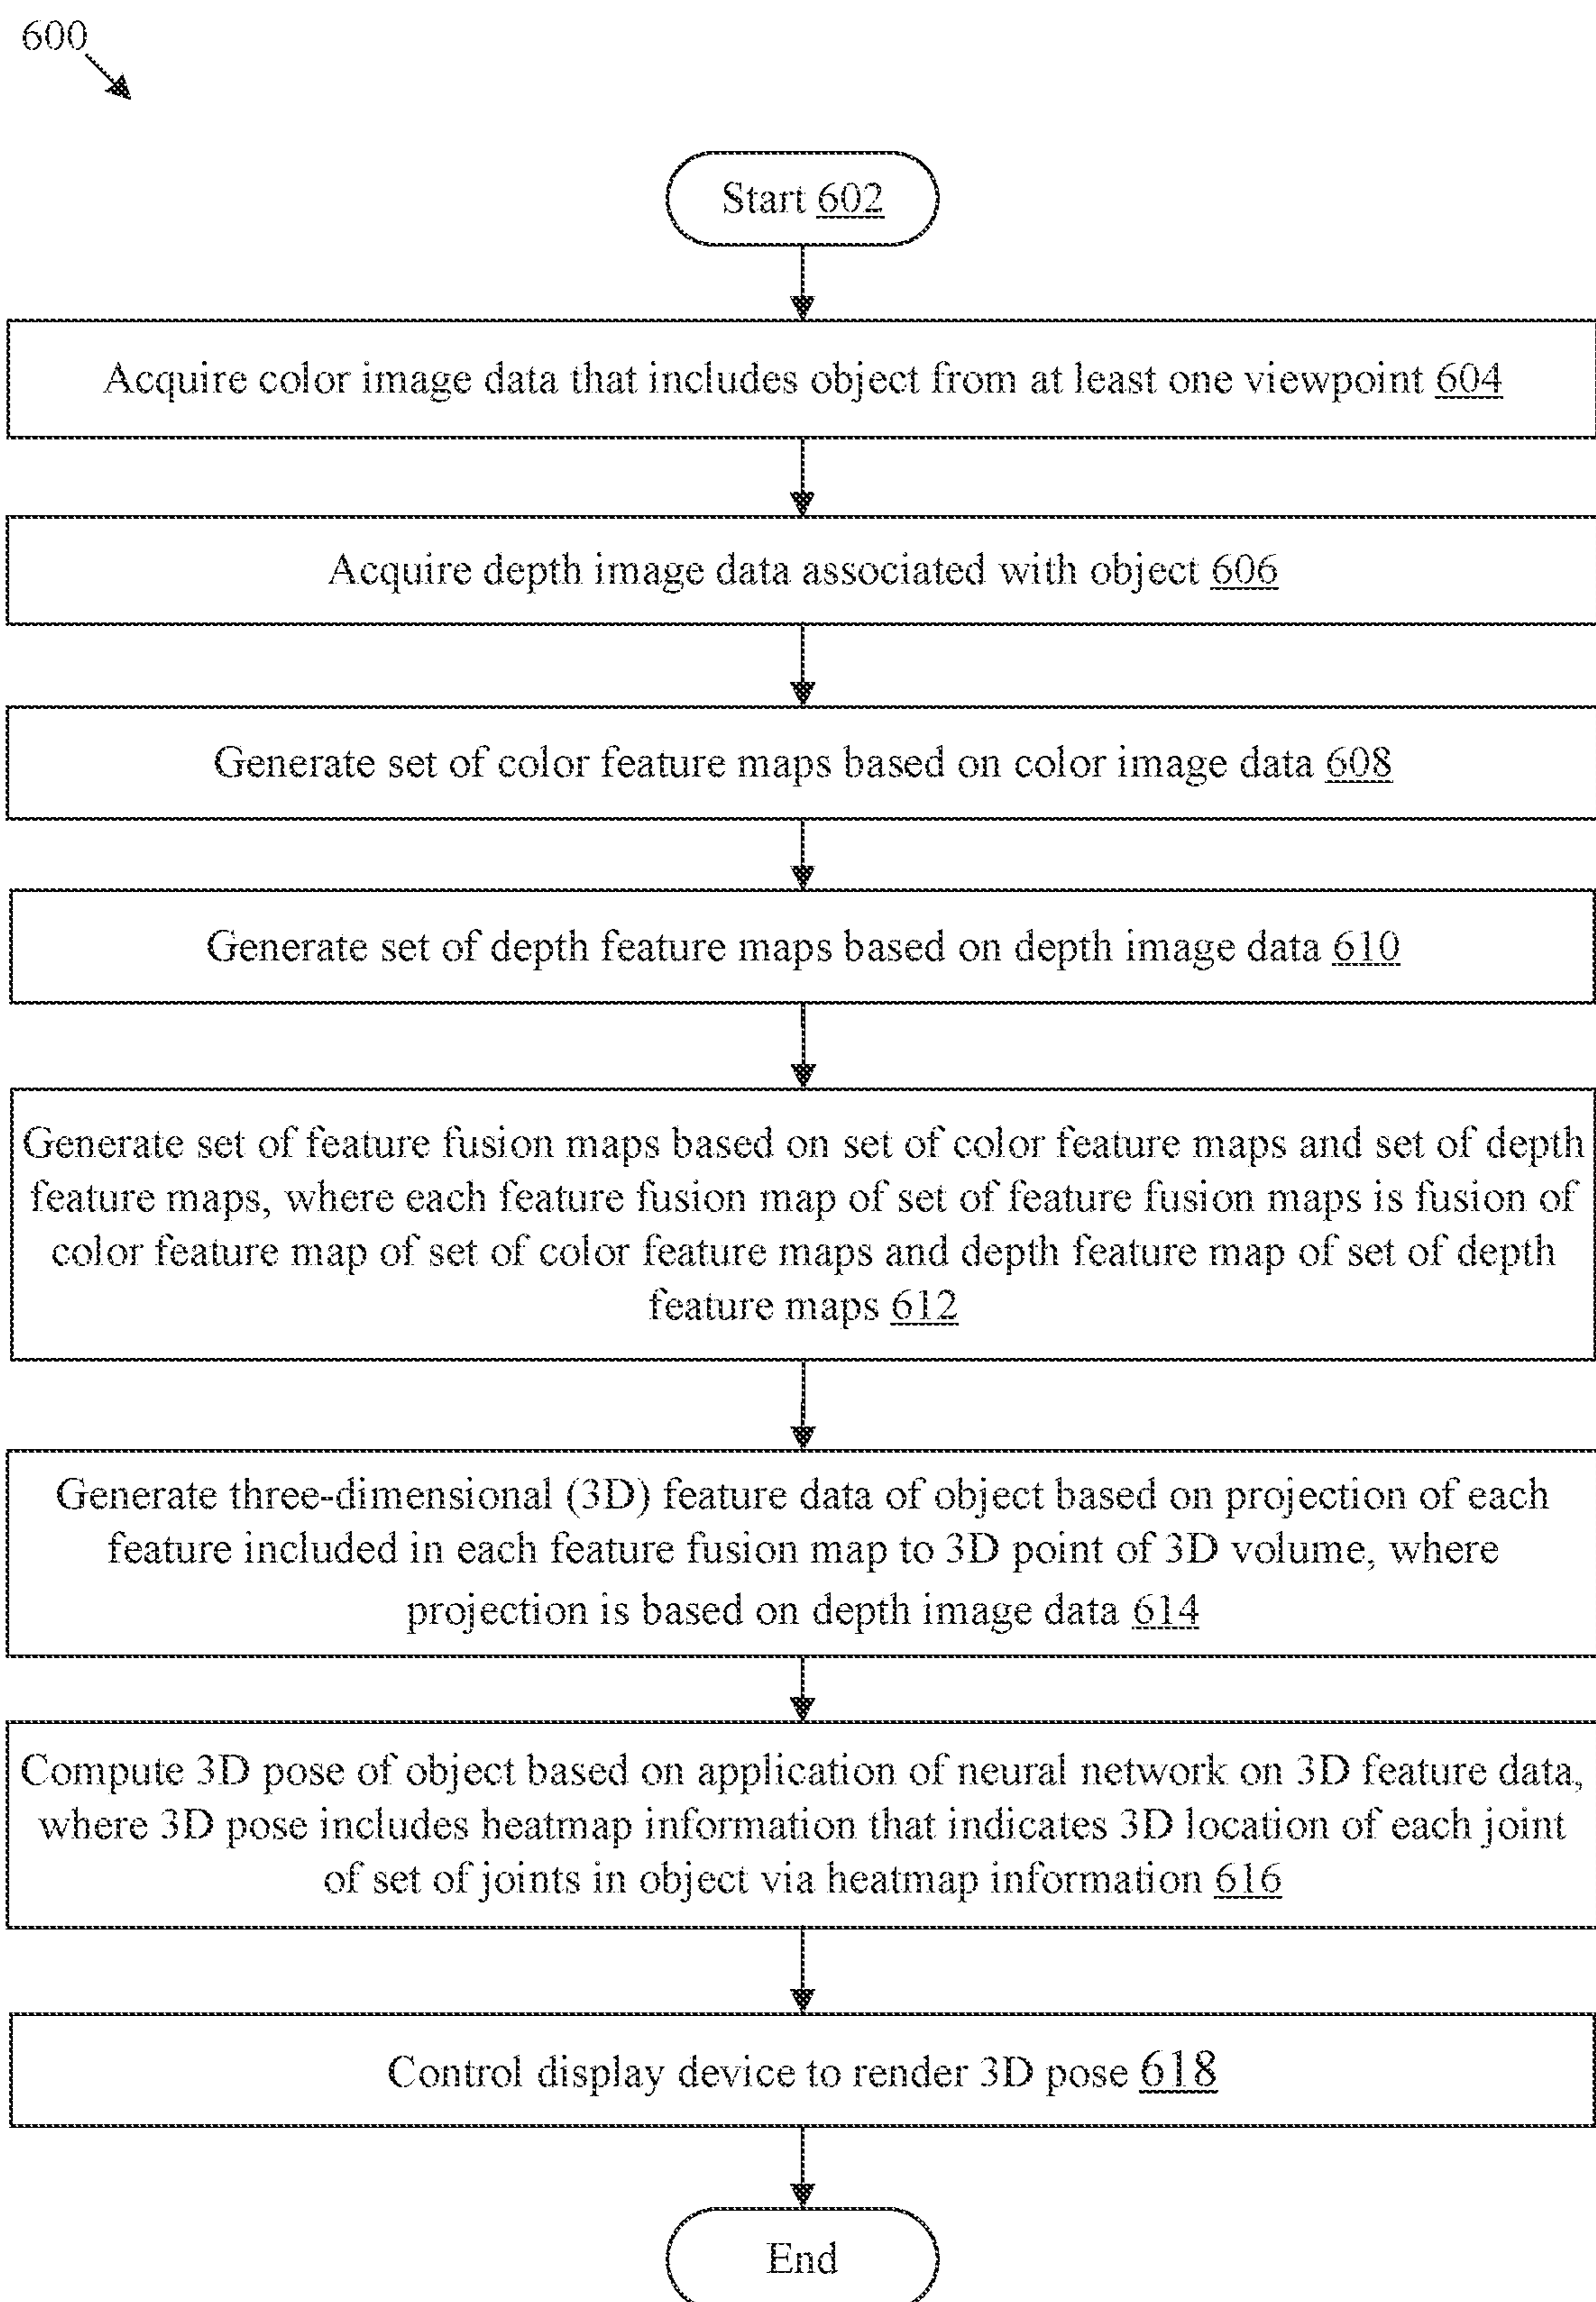 600
Start 602
Acquire color image data that includes object from at least one viewpoint 604
Acquire depth image data associated with object 606
Generate set of color feature maps based on color image data 608
Generate set of depth feature maps based on depth image data 610
Generate set of feature fusion maps based on set of color feature maps and set of depth
feature maps, where each feature fusion map of set of feature fusion maps is fusion of
color feature map of set of color feature maps and depth feature map of set of depth
feature maps 612
Generate three-dimensional (3D) feature data of object based on projection of each
feature included in each feature fusion map to 3D point of 3D volume, where
projection is based on depth image data 614
Compute 3D pose of object based on application of neural network on 3D feature data,
where 3D pose includes heatmap information that indicates 3D location of each joint
of set of joints in object via heatmap information 616
Control display device to render 3D pose 618
End